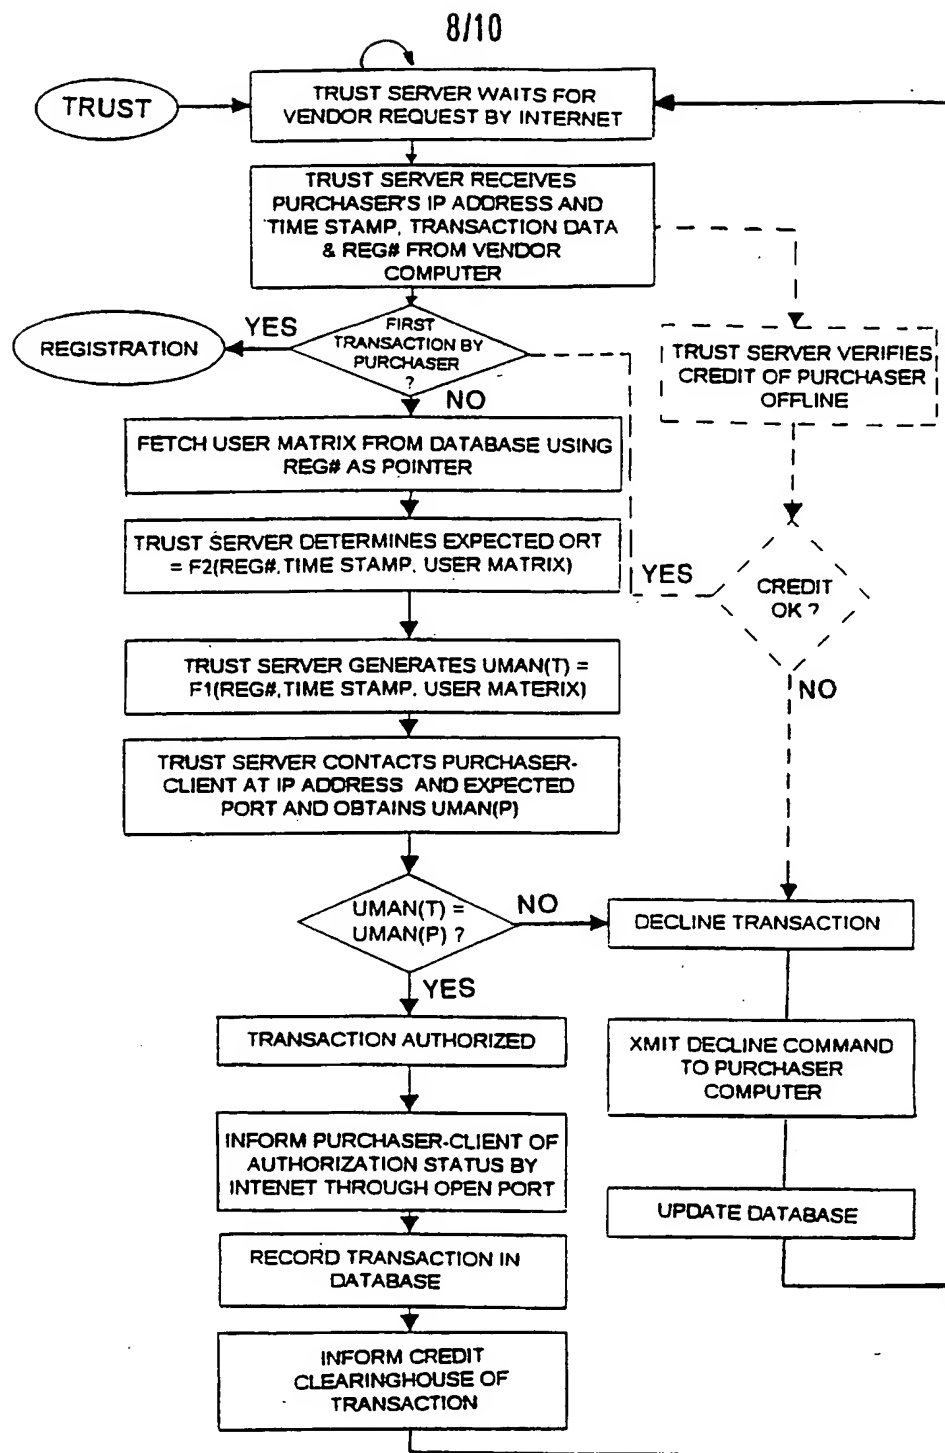 8/10
TRUST
TRUST SERVER WAITS FOR
VENDOR REQUEST BY INTERNET
TRUST SERVER RECEIVES
PURCHASER'S IP ADDRESS AND
TIME STAMP, TRANSACTION DATA
& REG# FROM VENDOR
COMPUTER
REGISTRATION
YES
FIRST
TRANSACTION BY
PURCHASER
?
NO
TRUST SERVER VERIFIES
CREDIT OF PURCHASER
OFFLINE
FETCH USER MATRIX FROM DATABASE USING
REG# AS POINTER
TRUST SERVER DETERMINES EXPECTED ORT
= F2(REG#,TIME STAMP, USER MATRIX)
YES
CREDIT
OK ?
NO
TRUST SERVER GENERATES UMAN(T) =
F1(REG#,TIME STAMP, USER MATERIX)
TRUST SERVER CONTACTS PURCHASER-
CLIENT AT IP ADDRESS AND EXPECTED
PORT AND OBTAINS UMAN(P)
UMAN(T) =
UMAN(P) ?
NO
DECLINE TRANSACTION
YES
TRANSACTION AUTHORIZED
XMIT DECLINE COMMAND
TO PURCHASER
COMPUTER
INFORM PURCHASER-CLIENT OF
AUTHORIZATION STATUS BY
INTENET THROUGH OPEN PORT
UPDATE DATABASE
RECORD TRANSACTION IN
DATABASE
INFORM CREDIT
CLEARINGHOUSE OF
TRANSACTION